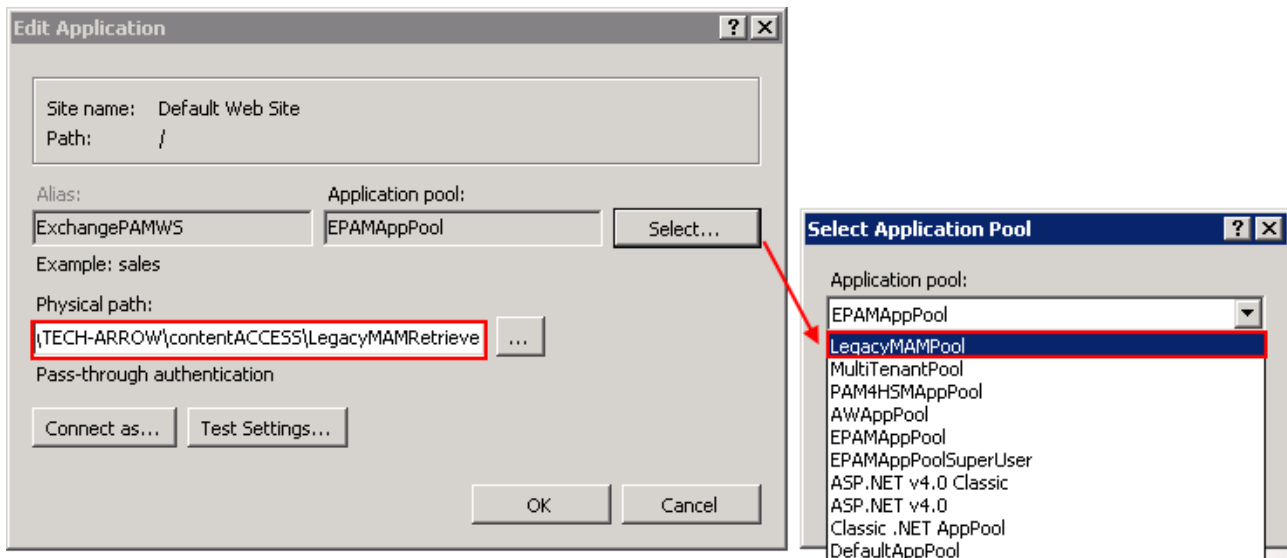 Edit Application
Site name: Default Web Site
Path: /
Alias:
Application pool:
ExchangePAMWS
EPAMAppPool
Select...
Example: sales
Physical path:
\TECH-ARROW\contentACCESS\LegacyMAMRetrieve
...
Pass-through authentication
Connect as...
Test Settings...
OK
Cancel
Select Application Pool
Application pool:
EPAMAppPool
LegacyMAMPool
MultiTenantPool
PAM4HSMAppPool
AWAppPool
EPAMAppPool
EPAMAppPoolSuperUser
ASP.NET v4.0 Classic
ASP.NET v4.0
Classic .NET AppPool
DefaultAppPool